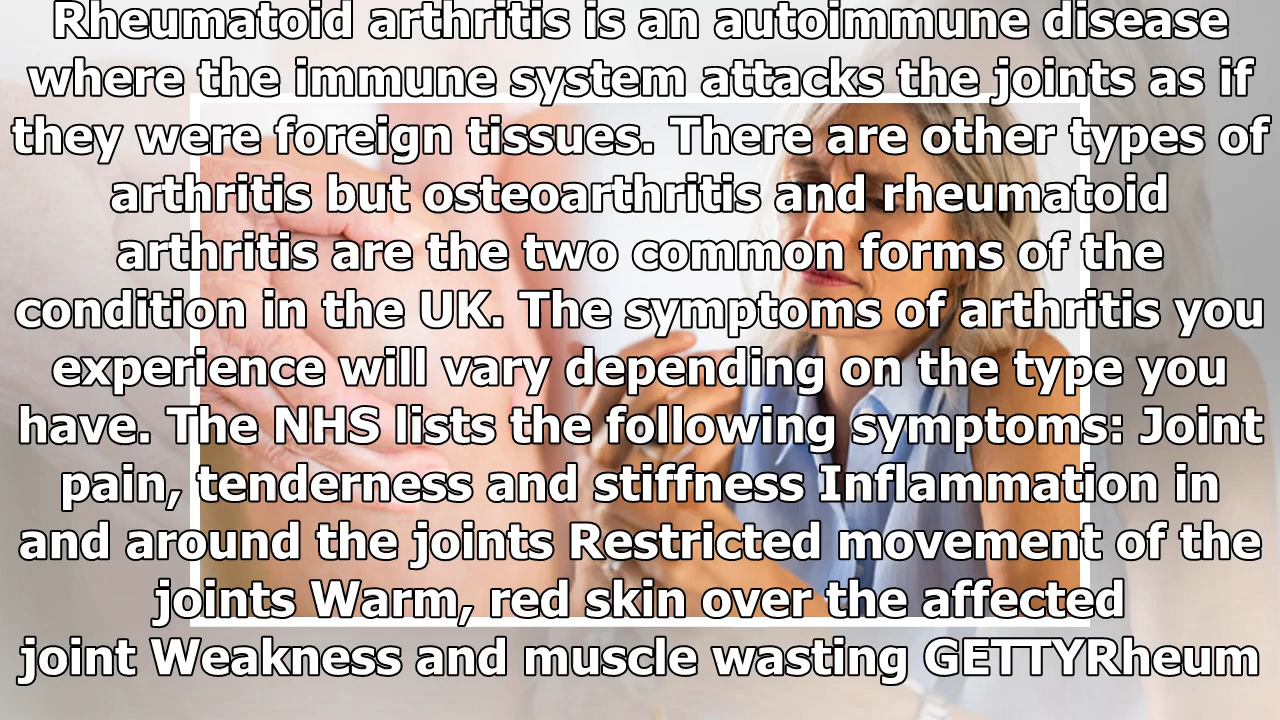 Rheumatoid arthritis is an autoimmune disease
where the immune system attacks the joints as if
they were foreign tissues. There are other types of
arthritis but osteoarthritis and rheumatoid
arthritis are the two common forms of the
condition in the UK. The symptoms of arthritis you
experience will vary depending on the type you
have. The NHS lists the following symptoms: Joint
pain, tenderness and stiffness Inflammation in
and around the joints Restricted movement of the
joints Warm, red skin over the affected
joint Weakness and muscle wasting GETTYRheum